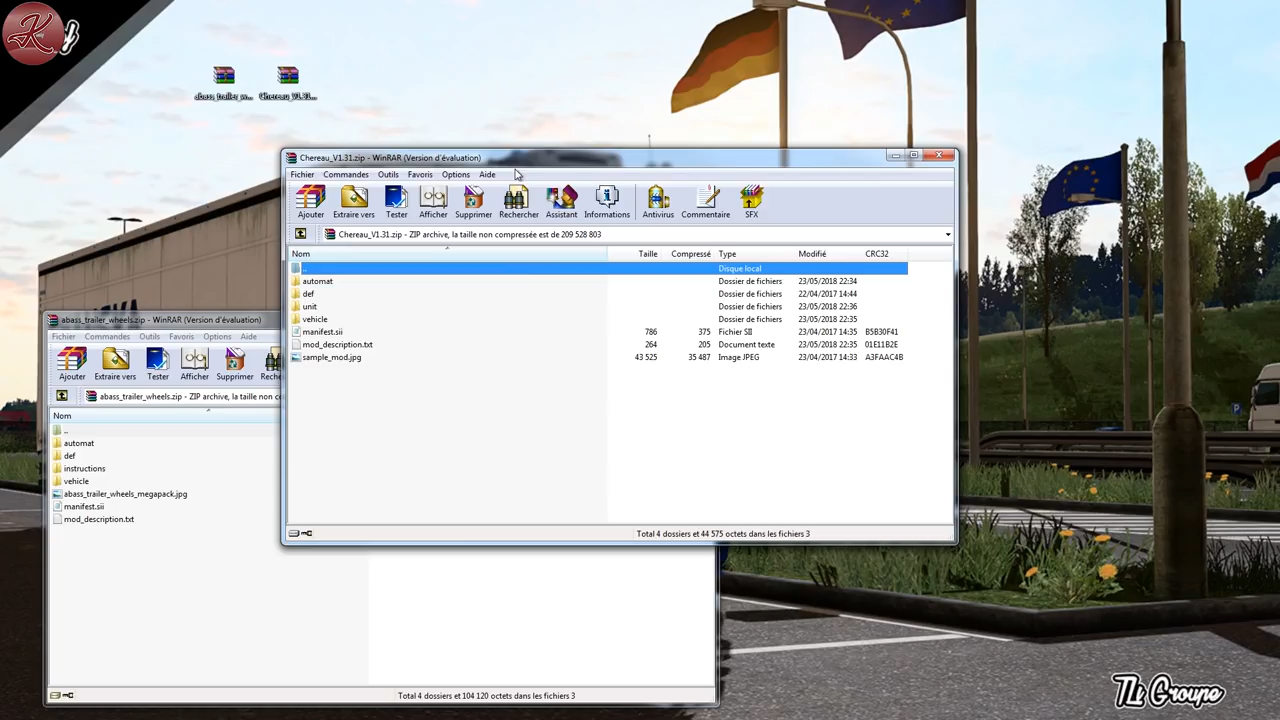 K
abass_trailer_w...
Chereau_V1.31...
Chereau_V1.31.zip - WinRAR (Version d'évaluation)
Fichier Commandes Outils Favoris Options Aide
Ajouter Extraire vers Tester Afficher Supprimer Rechercher Assistant Informations Antivirus Commentaire SFX
Chereau_V1.31.zip - ZIP archive, la taille non compressée est de 209 528 803
Nom Taille Compressé Type Modifié CRC32
.. Disque local
automat Dossier de fichiers 23/05/2018 22:34
def Dossier de fichiers 22/04/2017 14:44
unit Dossier de fichiers 23/05/2018 22:36
vehicle Dossier de fichiers 23/05/2018 22:35
manifest.sii 786 375 Fichier SII 23/04/2017 14:35 B5B30F41
mod_description.txt 264 205 Document texte 23/05/2018 22:35 01E11B2E
sample_mod.jpg 43 525 35 487 Image JPEG 23/04/2017 14:33 A3FAAC4B
Total 4 dossiers et 44 575 octets dans les fichiers 3
abass_trailer_wheels.zip - WinRAR (Version d'évaluation)
Fichier Commandes Outils Favoris Options Aide
Ajouter Extraire vers Tester Afficher Supprimer Reche
abass_trailer_wheels.zip - ZIP archive, la taille non co
Nom
..
automat
def
instructions
vehicle
abass_trailer_wheels_megapack.jpg
manifest.sii
mod_description.txt
Total 4 dossiers et 104 120 octets dans les fichiers 3
P
TLG Groupe